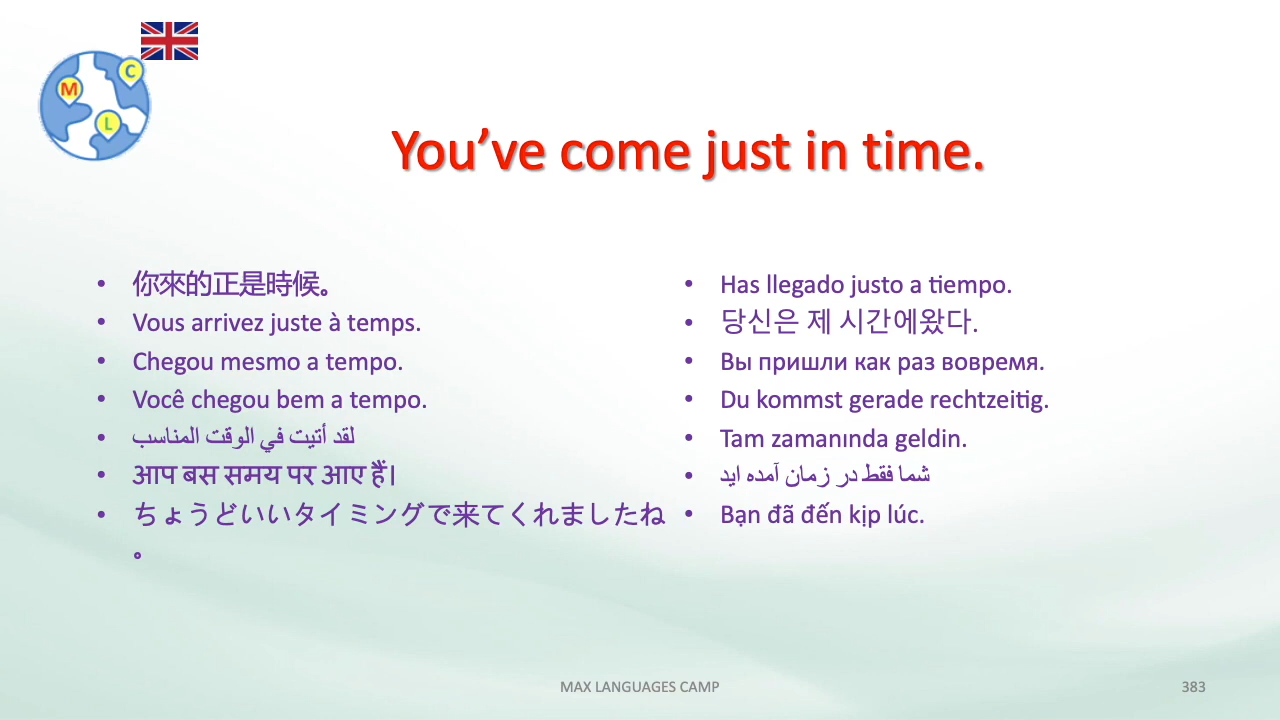 M
C
L
You’ve come just in time.
你來的正是時候。
Vous arrivez juste à temps.
Chegou mesmo a tempo.
Você chegou bem a tempo.
لقد أتيت في الوقت المناسب
आप बस समय पर आए हैं।
ちょうどいいタイミングで来てくれましたね
。
Has llegado justo a tiempo.
당신은 제 시간에왔다.
Вы пришли как раз вовремя.
Du kommst gerade rechtzeitig.
Tam zamanında geldin.
شما فقط در زمان آمده اید
Bạn đã đến kịp lúc.
MAX LANGUAGES CAMP
383